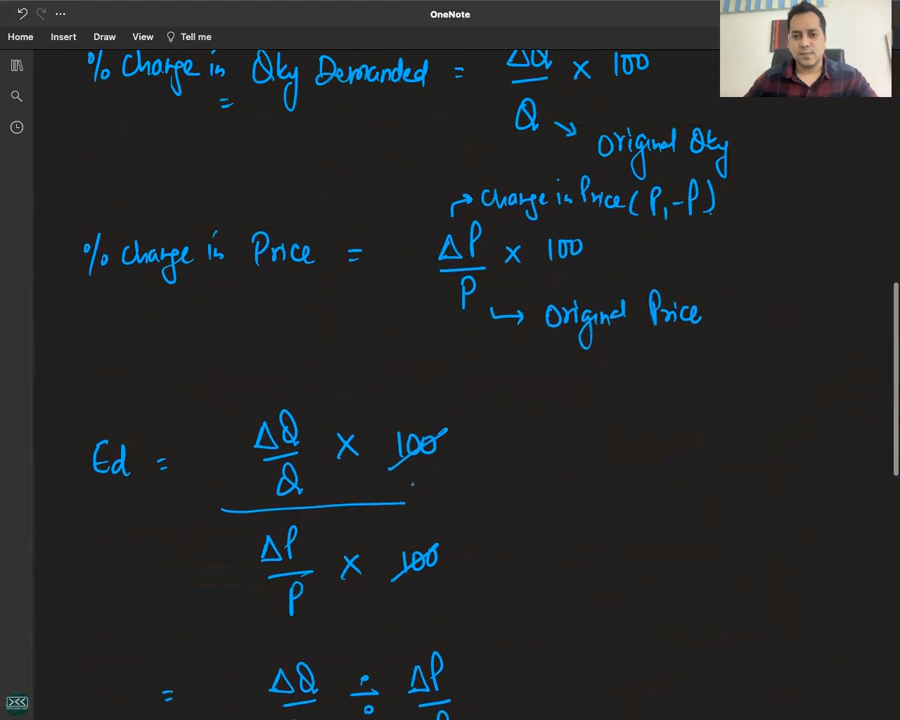 OneNote
Home Insert Draw View Tell me
% Change in Qty Demanded = ΔQ/Q × 100
Original Qty
Change in Price (P₁-P)
% Change in Price = ΔP/P × 100
Original Price
Ed = ΔQ/Q × 100
ΔP/P × 100
= ΔQ ÷ ΔP